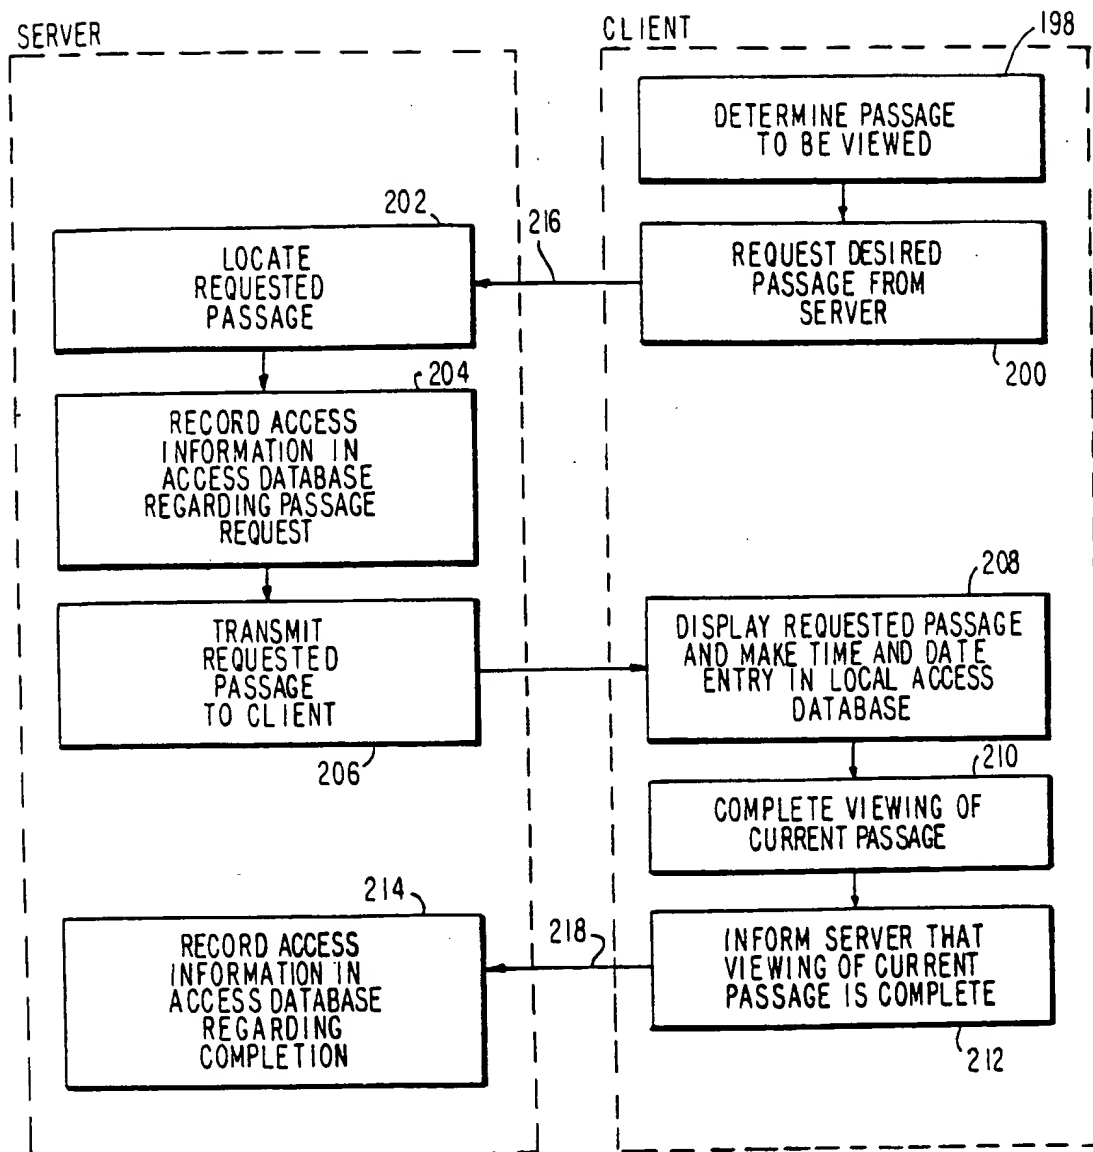 SERVER
CLIENT
198
DETERMINE PASSAGE
TO BE VIEWED
202
216
LOCATE
REQUESTED
PASSAGE
REQUEST DESIRED
PASSAGE FROM
SERVER
200
204
RECORD ACCESS
INFORMATION IN
ACCESS DATABASE
REGARDING PASSAGE
REQUEST
208
TRANSMIT
REQUESTED
PASSAGE
TO CLIENT
206
DISPLAY REQUESTED PASSAGE
AND MAKE TIME AND DATE
ENTRY IN LOCAL ACCESS
DATABASE
210
COMPLETE VIEWING OF
CURRENT PASSAGE
214
218
RECORD ACCESS
INFORMATION IN
ACCESS DATABASE
REGARDING
COMPLETION
INFORM SERVER THAT
VIEWING OF CURRENT
PASSAGE IS COMPLETE
212